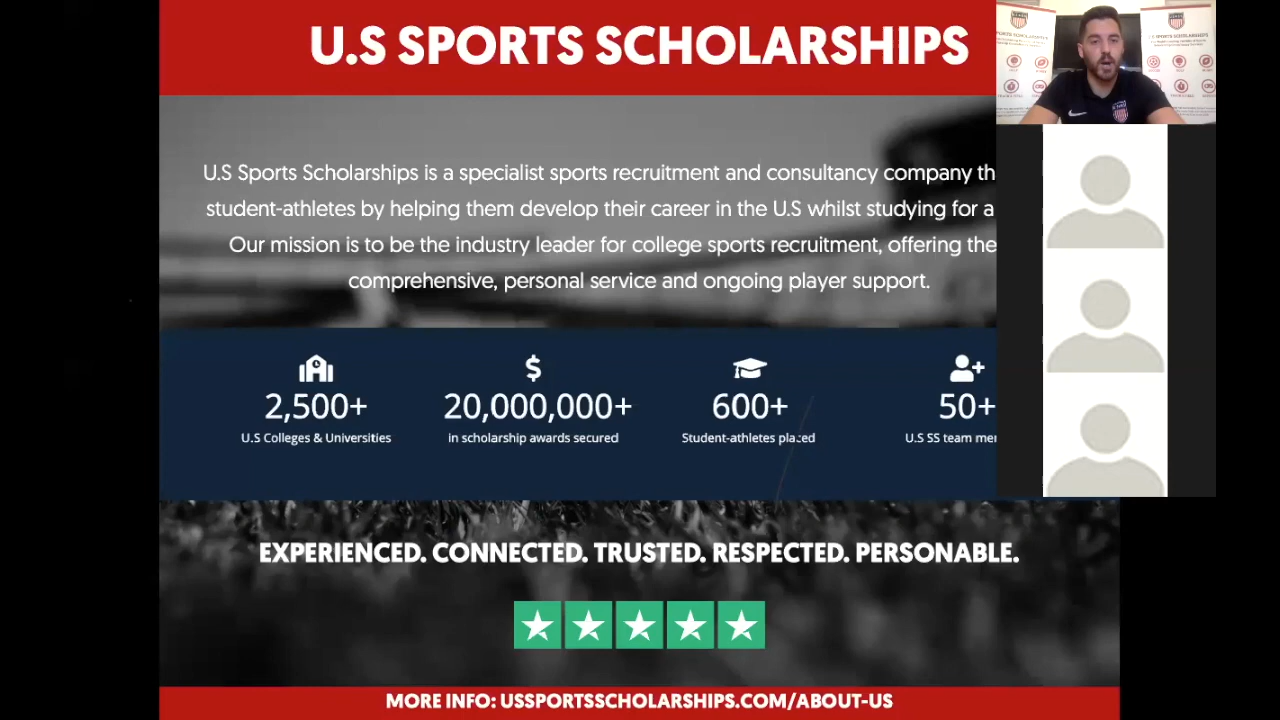 U.S SPORTS SCHOLARSHIPS
U.S Sports Scholarships is a specialist sports recruitment and consultancy company th
student-athletes by helping them develop their career in the U.S whilst studying for a
Our mission is to be the industry leader for college sports recruitment, offering the
comprehensive, personal service and ongoing player support.
2,500+
U.S Colleges & Universities
$
20,000,000+
in scholarship awards secured
600+
Student-athletes placed
50+
U.S SS team mem
EXPERIENCED. CONNECTED. TRUSTED. RESPECTED. PERSONABLE.
MORE INFO: USSPORTSSCHOLARSHIPS.COM/ABOUT-US